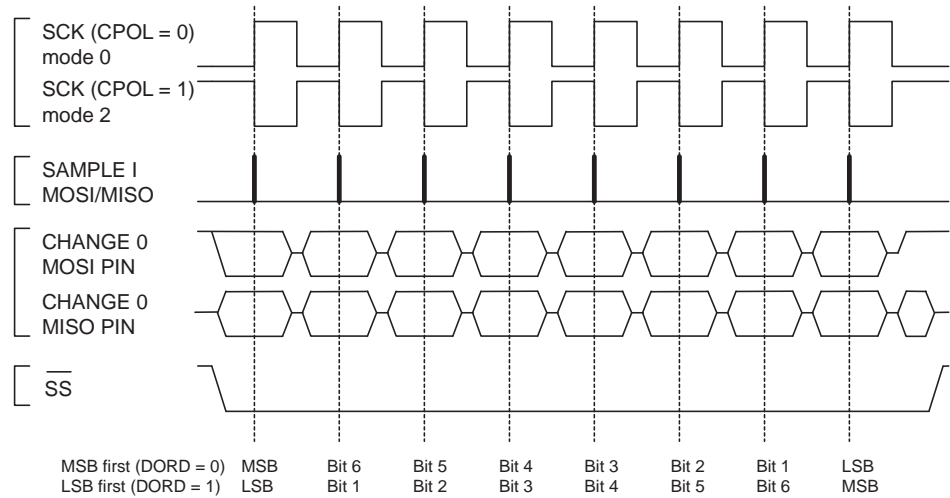 SCK (CPOL = 0)
mode 0
SCK (CPOL = 1)
mode 2
SAMPLE I
MOSI/MISO
CHANGE 0
MOSI PIN
CHANGE 0
MISO PIN
SS
MSB first (DORD = 0) MSB Bit 6 Bit 5 Bit 4 Bit 3 Bit 2 Bit 1 LSB
LSB first (DORD = 1) LSB Bit 1 Bit 2 Bit 3 Bit 4 Bit 5 Bit 6 MSB